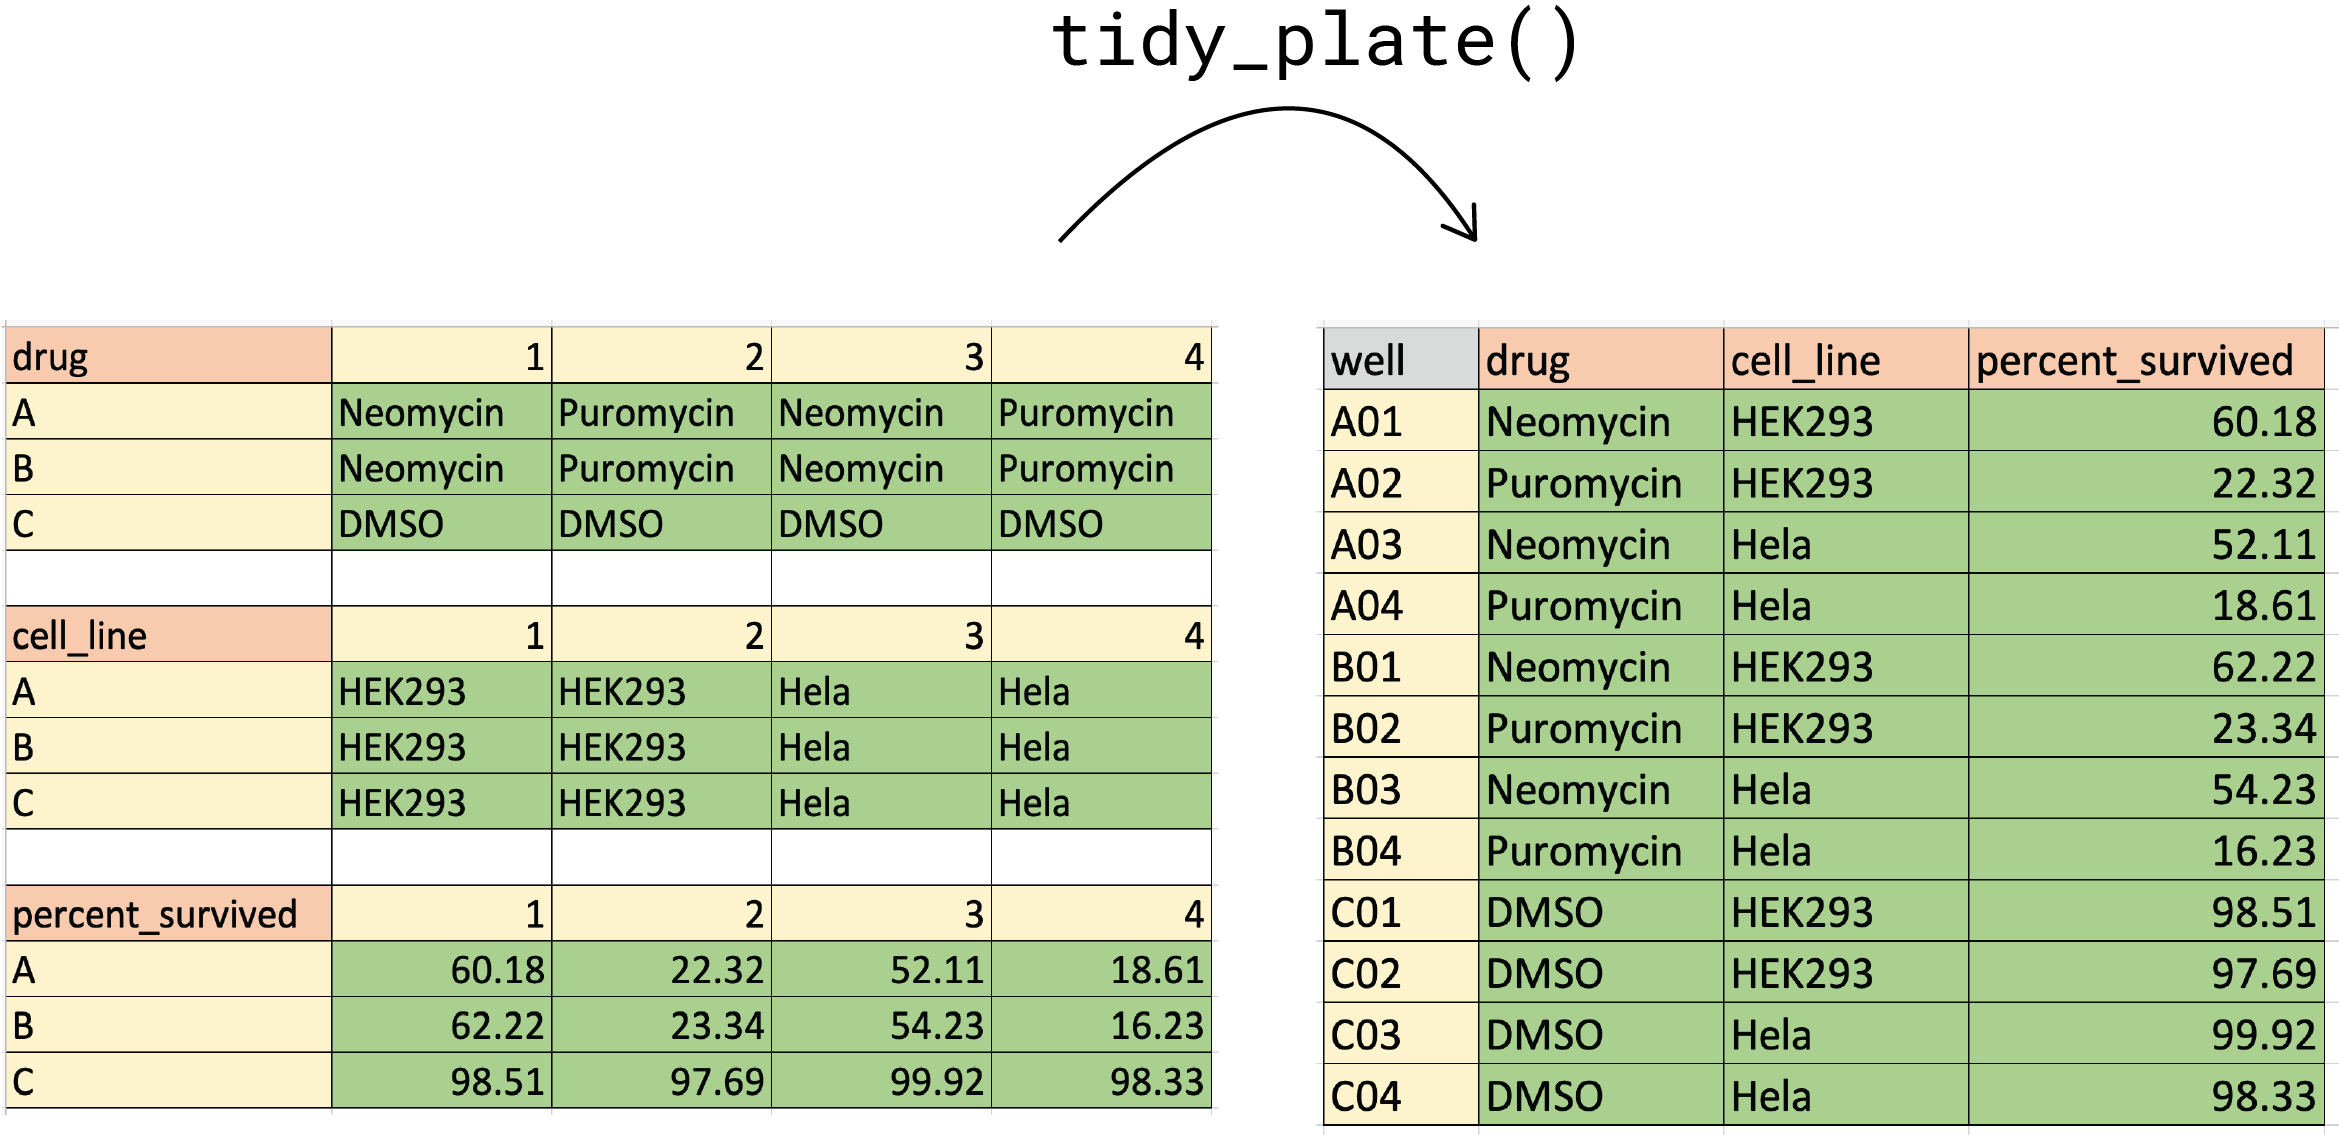 tidy_plate()
drug 1 2 3 4
A Neomycin Puromycin Neomycin Puromycin
B Neomycin Puromycin Neomycin Puromycin
C DMSO DMSO DMSO DMSO
cell_line 1 2 3 4
A HEK293 HEK293 Hela Hela
B HEK293 HEK293 Hela Hela
C HEK293 HEK293 Hela Hela
percent_survived 1 2 3 4
A 60.18 22.32 52.11 18.61
B 62.22 23.34 54.23 16.23
C 98.51 97.69 99.92 98.33
well drug cell_line percent_survived
A01 Neomycin HEK293 60.18
A02 Puromycin HEK293 22.32
A03 Neomycin Hela 52.11
A04 Puromycin Hela 18.61
B01 Neomycin HEK293 62.22
B02 Puromycin HEK293 23.34
B03 Neomycin Hela 54.23
B04 Puromycin Hela 16.23
C01 DMSO HEK293 98.51
C02 DMSO HEK293 97.69
C03 DMSO Hela 99.92
C04 DMSO Hela 98.33